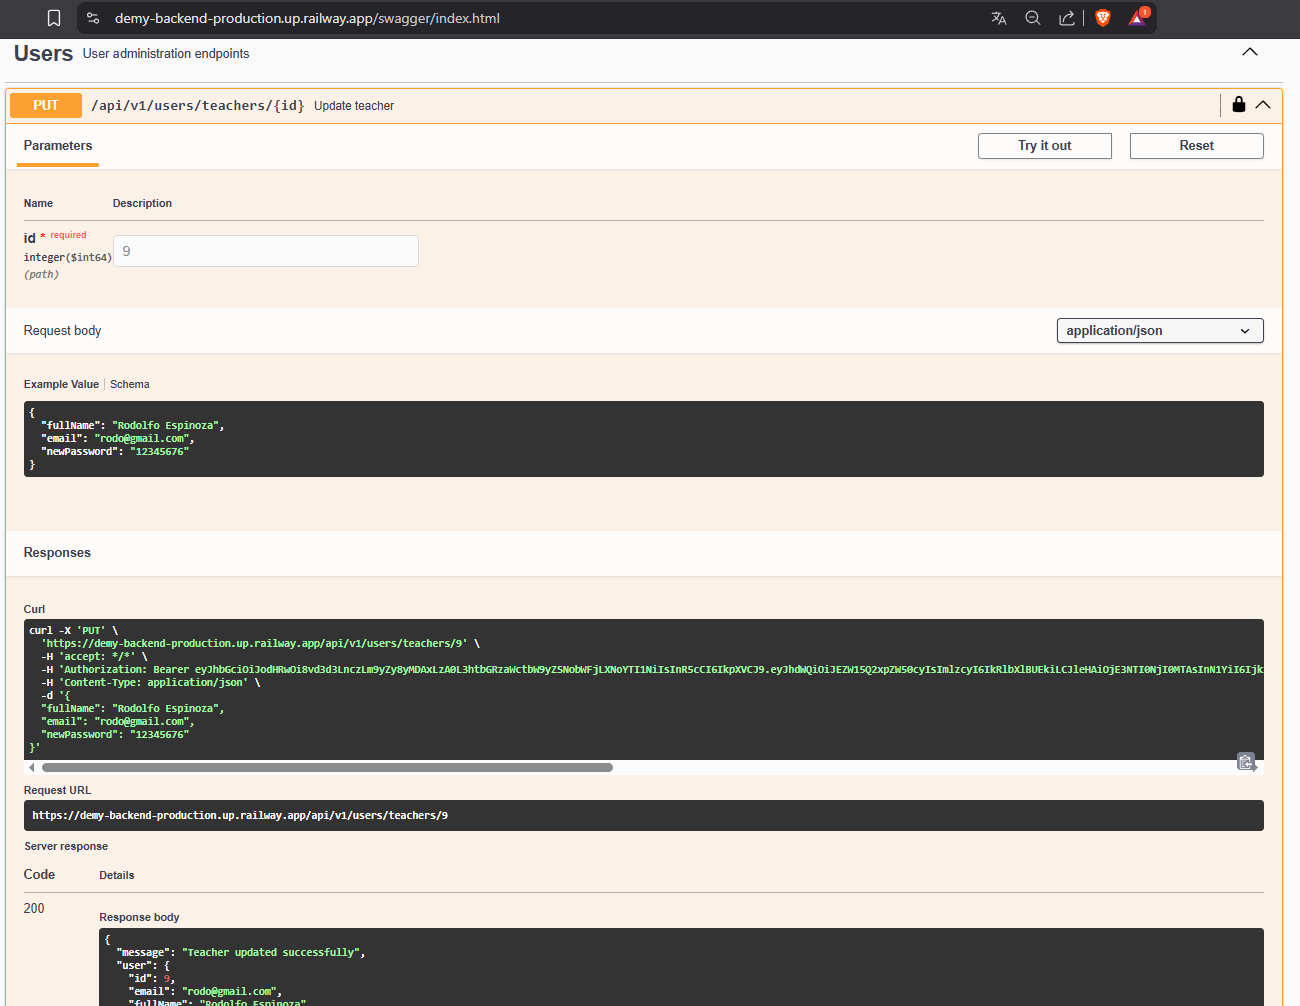 demy-backend-production.up.railway.app/swagger/index.html
1
Users User administration endpoints
PUT /api/v1/users/teachers/{id} Update teacher
Parameters
Try it out
Reset
Name Description
id * required
integer($int64)
(path)
9
Request body
application/json
Example Value Schema
{
"fullName": "Rodolfo Espinoza",
"email": "rodo@gmail.com",
"newPassword": "12345676"
}
Responses
Curl
curl -X 'PUT' \
'https://demy-backend-production.up.railway.app/api/v1/users/teachers/9' \
-H 'accept: */*' \
-H 'Authorization: Bearer eyJhbGciOiJodHRwOi8vd3d3LnczLm9yZy8yMDAxLzA0L3htbGRzaWctbW9yZSNobWFjLXNoYTI1NiIsInR5cCI6IkpXVCJ9.eyJhdWQiOiJEZW15Q2xpZW50cyIsImlzcyI6IkRlbXlBUEkiLCJleHAiOjE3NTI0NjI0MTAsInN1YiI6Ijk
-H 'Content-Type: application/json' \
-d '{
"fullName": "Rodolfo Espinoza",
"email": "rodo@gmail.com",
"newPassword": "12345676"
}'
Request URL
https://demy-backend-production.up.railway.app/api/v1/users/teachers/9
Server response
Code Details
200
Response body
{
"message": "Teacher updated successfully",
"user": {
"id": 9,
"email": "rodo@gmail.com",
"fullName": "Rodolfo Espinoza"